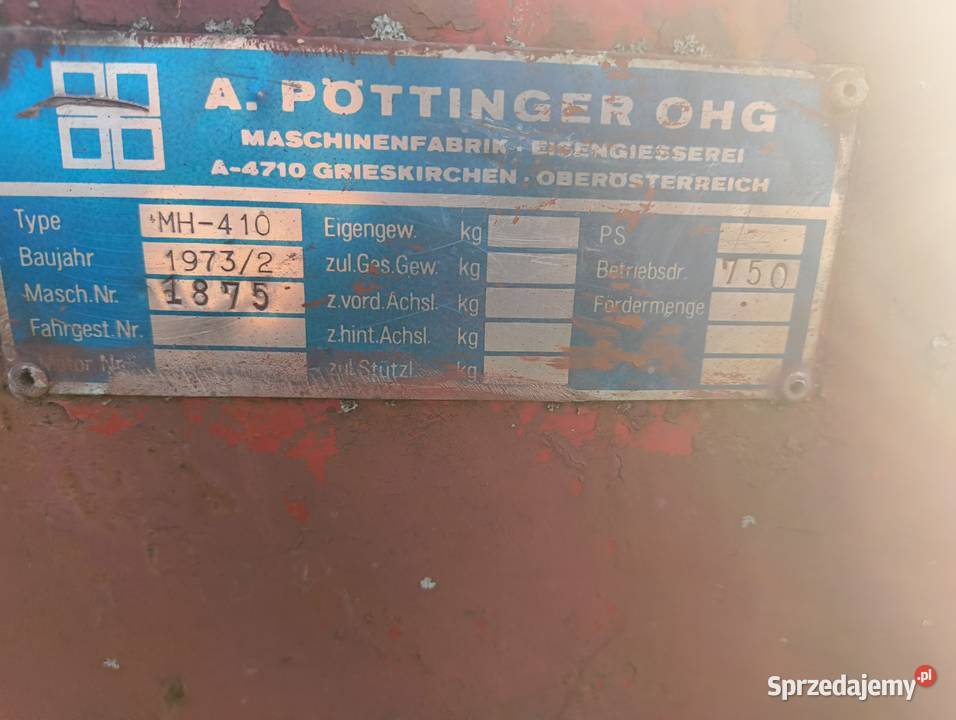 A. PÖTTINGER OHG
MASCHINENFABRIK · EISENGIESSEREI
A-4710 GRIESKIRCHEN · OBERÖSTERREICH
Type MH-410 Eigengew. kg PS
Baujahr 1973/2 zul.Ges.Gew. kg Betriebsdr. 750
Masch.Nr. 1875 z.vord.Achsl. kg Fördermenge
Fahrgest.Nr. z.hint.Achsl. kg
Nr. zul.Stützl. kg
Sprzedajemy.pl